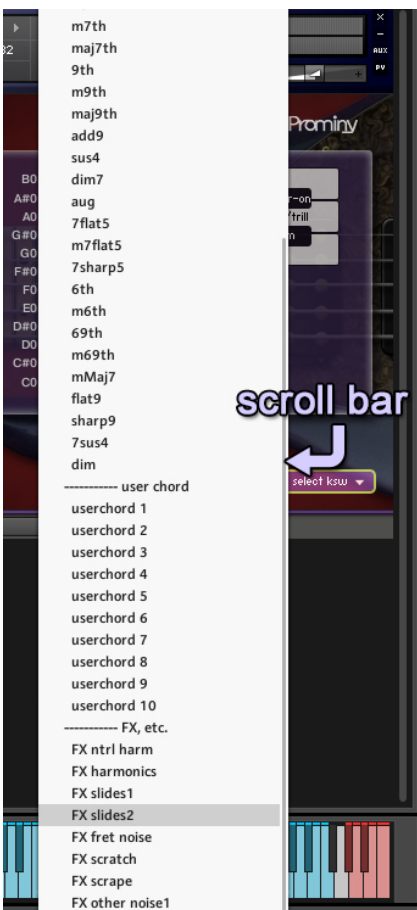 m7th
maj7th
9th
m9th
maj9th
add9
sus4
dim7
aug
7flat5
m7flat5
7sharp5
6th
m6th
69th
m69th
mMaj7
flat9
sharp9
7sus4
dim
----------- user chord
userchord 1
userchord 2
userchord 3
userchord 4
userchord 5
userchord 6
userchord 7
userchord 8
userchord 9
userchord 10
----------- FX, etc.
FX ntrl harm
FX harmonics
FX slides1
FX slides2
FX fret noise
FX scratch
FX scrape
FX other noise1
32
B0
A#0
A0
G#0
G0
F#0
F0
E0
D#0
D0
C#0
C0
×
–
AUX
PV
+
Prominy
r-on
/trill
n
scroll bar
select ksw